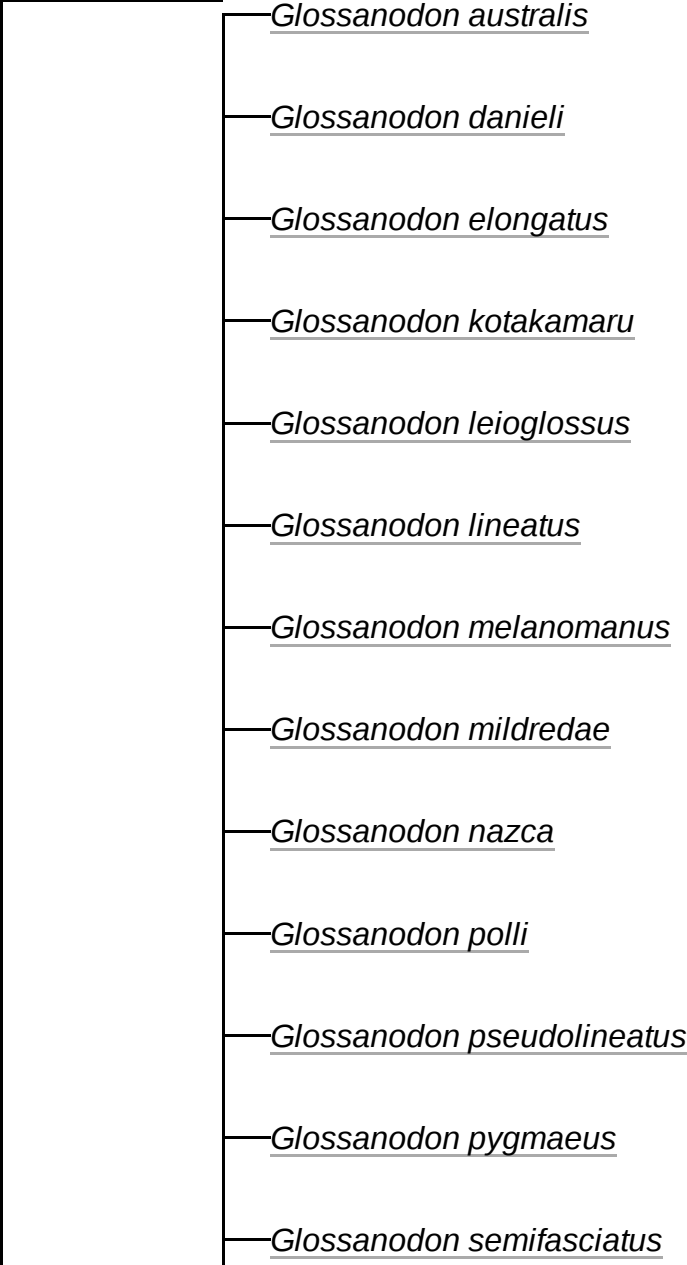 Glossanodon australis
Glossanodon danieli
Glossanodon elongatus
Glossanodon kotakamaru
Glossanodon leioglossus
Glossanodon lineatus
Glossanodon melanomanus
Glossanodon mildredae
Glossanodon nazca
Glossanodon polli
Glossanodon pseudolineatus
Glossanodon pygmaeus
Glossanodon semifasciatus